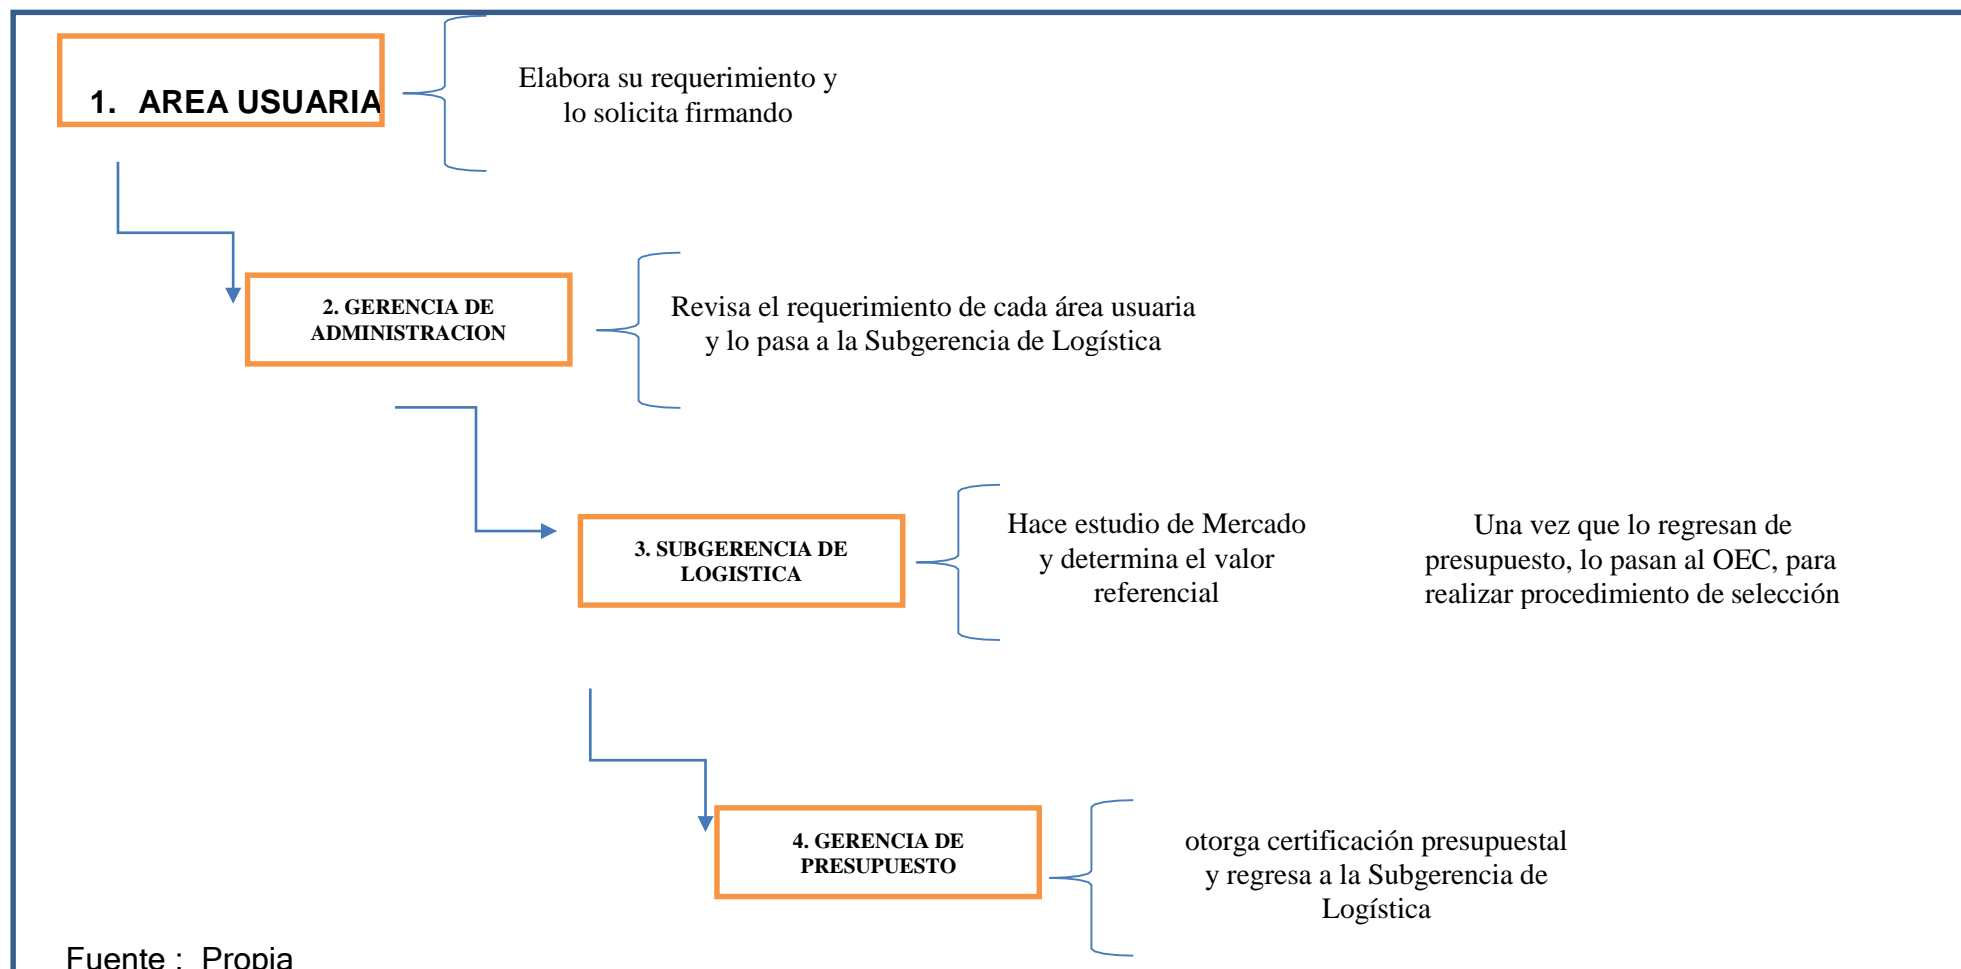 1. AREA USUARIA
Elabora su requerimiento y
lo solicita firmando
2. GERENCIA DE
ADMINISTRACION
Revisa el requerimiento de cada área usuaria
y lo pasa a la Subgerencia de Logística
3. SUBGERENCIA DE
LOGISTICA
Hace estudio de Mercado
y determina el valor
referencial
Una vez que lo regresan de
presupuesto, lo pasan al OEC, para
realizar procedimiento de selección
4. GERENCIA DE
PRESUPUESTO
otorga certificación presupuestal
y regresa a la Subgerencia de
Logística
Fuente : Propia